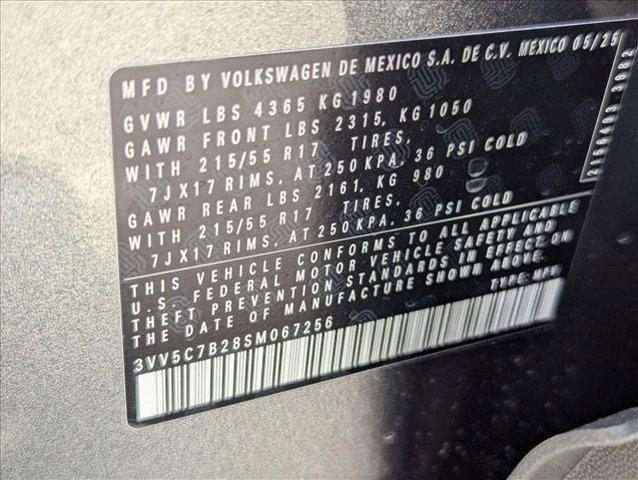 MFD BY VOLKSWAGEN DE MEXICO S.A. DE C.V. MEXICO 05/25
GVWR LBS 4365 KG 1980
GAWR FRONT LBS 2315, KG 1050
WITH 215/55 R17 TIRES,
7JX17 RIMS, AT 250 KPA, 36 PSI COLD
GAWR REAR LBS 2161, KG 980
WITH 215/55 R17 TIRES,
7JX17 RIMS, AT 250 KPA, 36 PSI COLD
THIS VEHICLE CONFORMS TO ALL APPLICABLE
U.S. FEDERAL MOTOR VEHICLE SAFETY AND
THEFT PREVENTION STANDARDS IN EFFECT ON
THE DATE OF MANUFACTURE SHOWN ABOVE.
3VV5C7B28SM067256 TYPE: MPV